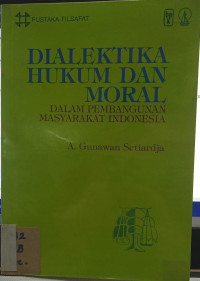 PUSTAKA FILSAFAT
DIALEKTIKA
HUKUM DAN
MORAL
DALAM PEMBANGUNAN
MASYARAKAT INDONESIA
A. Gunawan Setiardja